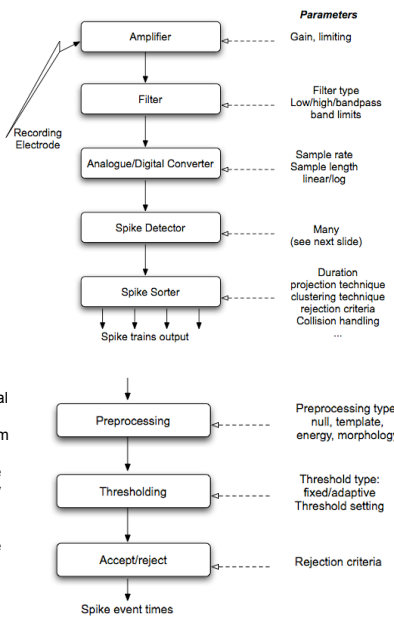 Parameters
Amplifier
Gain, limiting
Filter
Filter type
Low/high/bandpass
band limits
Recording
Electrode
Analogue/Digital Converter
Sample rate
Sample length
linear/log
Spike Detector
Many
(see next slide)
Spike Sorter
Duration
projection technique
clustering technique
rejection criteria
Collision handling
...
Spike trains output
al
m
Preprocessing
Preprocessing type
null, template,
energy, morphology
Thresholding
Threshold type:
fixed/adaptive
Threshold setting
Accept/reject
Rejection criteria
Spike event times